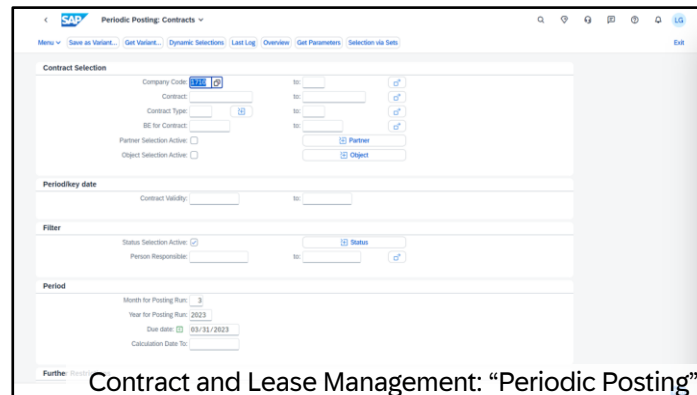 SAP Periodic Posting: Contracts LG
Menu Save as Variant... Get Variant... Dynamic Selections Last Log Overview Get Parameters Selection via Sets Exit
Contract Selection
Company Code: 1710 to:
Contract: to:
Contract Type: to:
BE for Contract: to:
Partner Selection Active: Partner
Object Selection Active: Object
Period/key date
Contract Validity: to:
Filter
Status Selection Active: Status
Person Responsible: to:
Period
Month for Posting Run: 3
Year for Posting Run: 2023
Due date: 03/31/2023
Calculation Date To:
Further
Contract and Lease Management: “Periodic Posting”